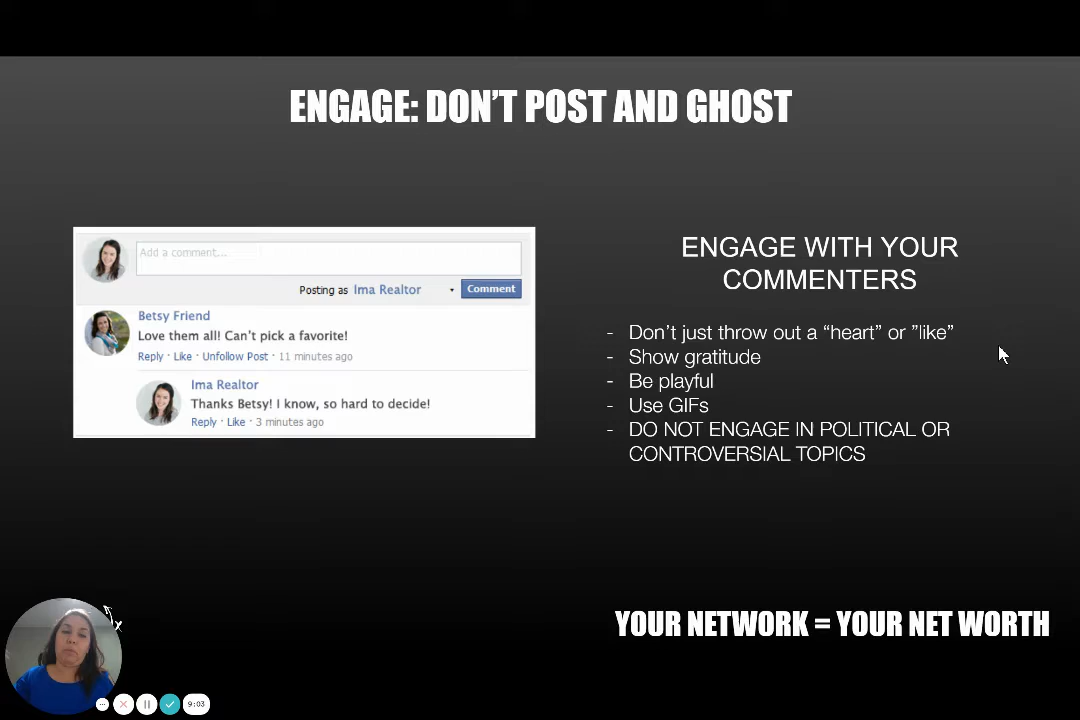 ENGAGE: DON’T POST AND GHOST
Add a comment...
Posting as Ima Realtor Comment
Betsy Friend
Love them all! Can't pick a favorite!
Reply · Like · Unfollow Post · 11 minutes ago
Ima Realtor
Thanks Betsy! I know, so hard to decide!
Reply · Like · 3 minutes ago
ENGAGE WITH YOUR
COMMENTERS
- Don’t just throw out a “heart” or ”like”
- Show gratitude
- Be playful
- Use GIFs
- DO NOT ENGAGE IN POLITICAL OR
CONTROVERSIAL TOPICS
YOUR NETWORK = YOUR NET WORTH
9:03